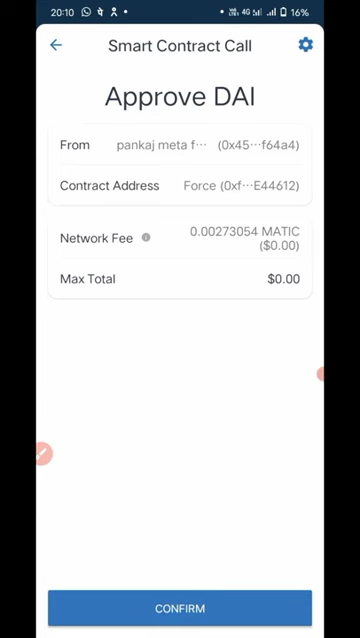 20:10 4G 16%
Smart Contract Call
Approve DAI
From pankaj meta f··· (0x45···f64a4)
Contract Address Force (0xf···E44612)
Network Fee 0.00273054 MATIC
($0.00)
Max Total $0.00
CONFIRM